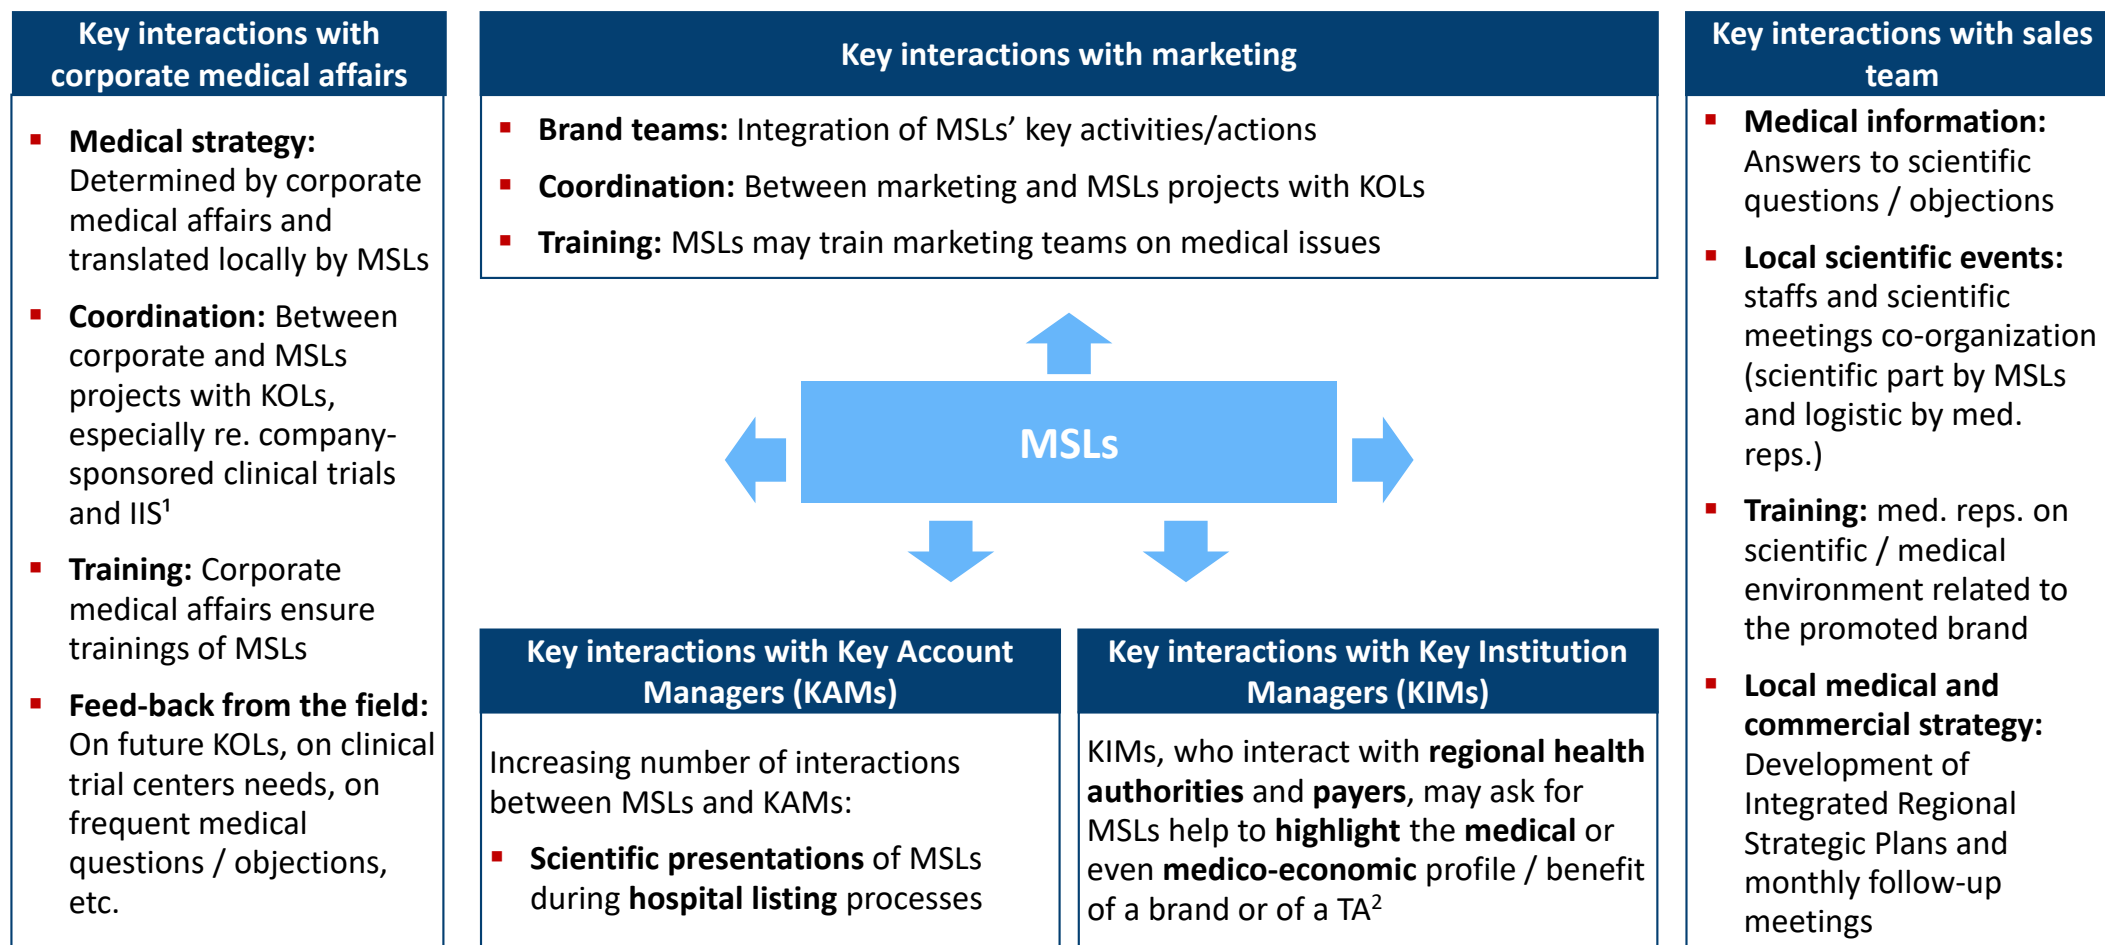 Key interactions with
corporate medical affairs
▪ Medical strategy:
Determined by corporate
medical affairs and
translated locally by MSLs
▪ Coordination: Between
corporate and MSLs
projects with KOLs,
especially re. company-
sponsored clinical trials
and IIS¹
▪ Training: Corporate
medical affairs ensure
trainings of MSLs
▪ Feed-back from the field:
On future KOLs, on clinical
trial centers needs, on
frequent medical
questions / objections,
etc.
Key interactions with marketing
▪ Brand teams: Integration of MSLs’ key activities/actions
▪ Coordination: Between marketing and MSLs projects with KOLs
▪ Training: MSLs may train marketing teams on medical issues
MSLs
Key interactions with Key Account
Managers (KAMs)
Increasing number of interactions
between MSLs and KAMs:
▪ Scientific presentations of MSLs
during hospital listing processes
Key interactions with Key Institution
Managers (KIMs)
KIMs, who interact with regional health
authorities and payers, may ask for
MSLs help to highlight the medical or
even medico-economic profile / benefit
of a brand or of a TA²
Key interactions with sales
team
▪ Medical information:
Answers to scientific
questions / objections
▪ Local scientific events:
staffs and scientific
meetings co-organization
(scientific part by MSLs
and logistic by med.
reps.)
▪ Training: med. reps. on
scientific / medical
environment related to
the promoted brand
▪ Local medical and
commercial strategy:
Development of
Integrated Regional
Strategic Plans and
monthly follow-up
meetings